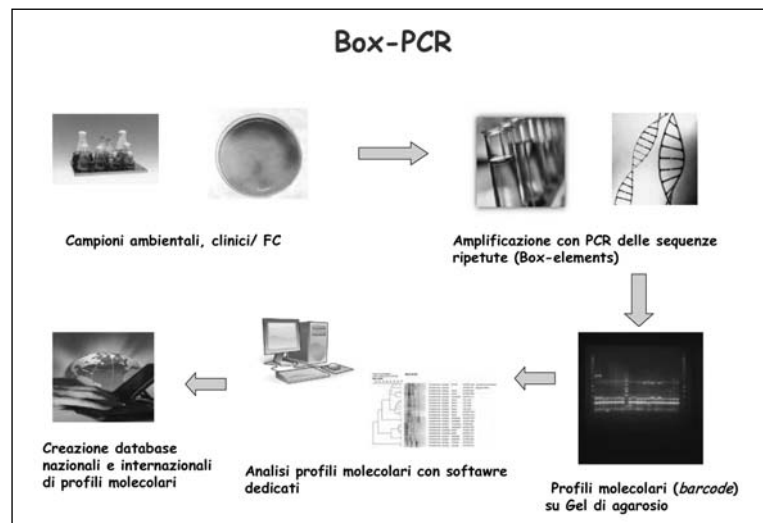 Box-PCR
Campioni ambientali, clinici/ FC
Amplificazione con PCR delle sequenze
ripetute (Box-elements)
Profili molecolari (barcode)
su Gel di agarosio
Analisi profili molecolari con softawre
dedicati
Creazione database
nazionali e internazionali
di profili molecolari